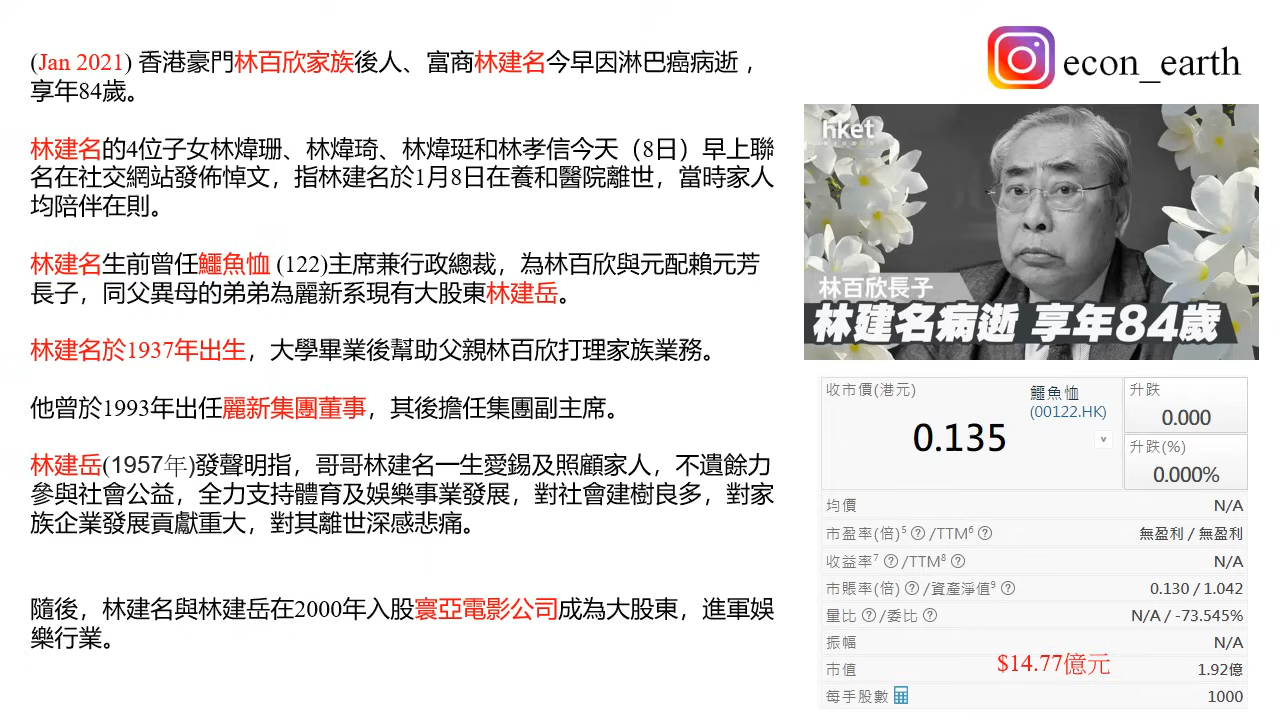 (Jan 2021) 香港豪門林百欣家族後人、富商林建名今早因淋巴癌病逝，
享年84歲。
林建名的4位子女林煒珊、林煒琦、林煒珽和林孝信今天（8日）早上聯
名在社交網站發佈悼文，指林建名於1月8日在養和醫院離世，當時家人
均陪伴在則。
林建名生前曾任鱷魚恤 (122)主席兼行政總裁，為林百欣與元配賴元芳
長子，同父異母的弟弟為麗新系現有大股東林建岳。
林建名於1937年出生，大學畢業後幫助父親林百欣打理家族業務。
他曾於1993年出任麗新集團董事，其後擔任集團副主席。
林建岳(1957年)發聲明指，哥哥林建名一生愛錫及照顧家人，不遺餘力
參與社會公益，全力支持體育及娛樂事業發展，對社會建樹良多，對家
族企業發展貢獻重大，對其離世深感悲痛。
隨後，林建名與林建岳在2000年入股寰亞電影公司成為大股東，進軍娛
樂行業。
econ_earth
hket
林百欣長子
林建名病逝 享年84歲
收市價(港元)
鱷魚恤
(00122.HK)
0.135
升跌
0.000
升跌(%)
0.000%
均價 N/A
市盈率(倍)5 ? /TTM6 ? 無盈利 / 無盈利
收益率7 ? /TTM8 ? N/A
市賬率(倍) ? /資產淨值9 ? 0.130 / 1.042
量比 ? /委比 ? N/A / -73.545%
振幅 N/A
$14.77億元
市值 1.92億
每手股數 1000